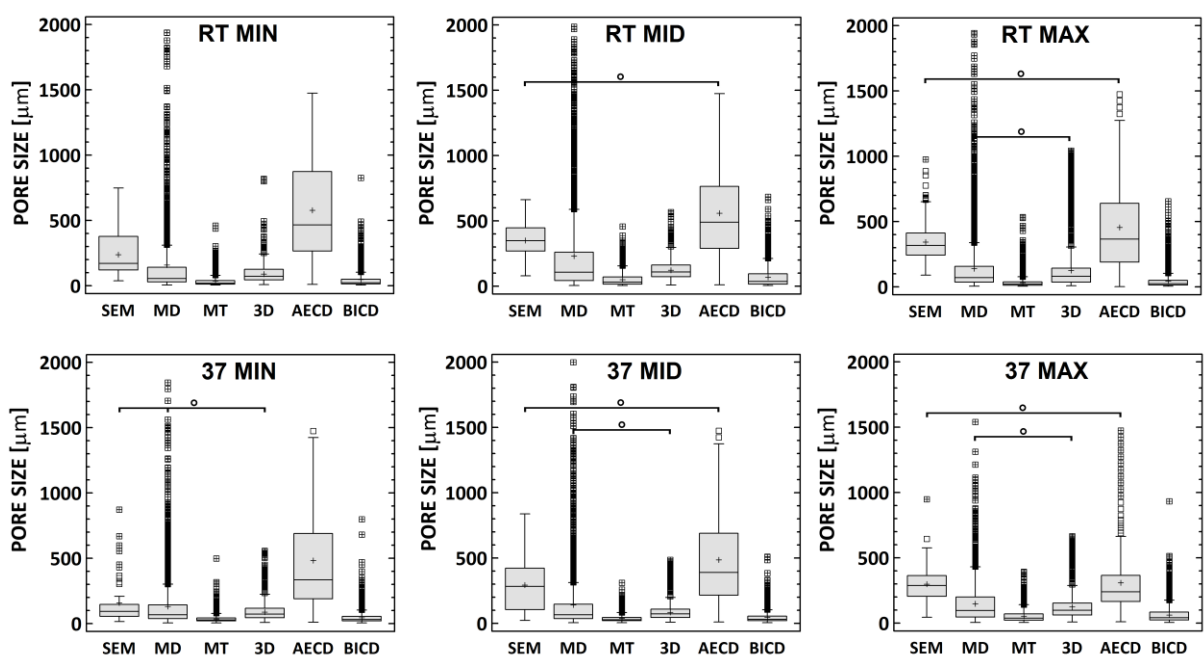 RT MIN
PORE SIZE [μm]
2000
1500
1000
500
0
SEM MD MT 3D AECD BICD
RT MID
PORE SIZE [μm]
2000
1500
1000
500
0
SEM MD MT 3D AECD BICD
RT MAX
PORE SIZE [μm]
2000
1500
1000
500
0
SEM MD MT 3D AECD BICD
37 MIN
PORE SIZE [μm]
2000
1500
1000
500
0
SEM MD MT 3D AECD BICD
37 MID
PORE SIZE [μm]
2000
1500
1000
500
0
SEM MD MT 3D AECD BICD
37 MAX
PORE SIZE [μm]
2000
1500
1000
500
0
SEM MD MT 3D AECD BICD